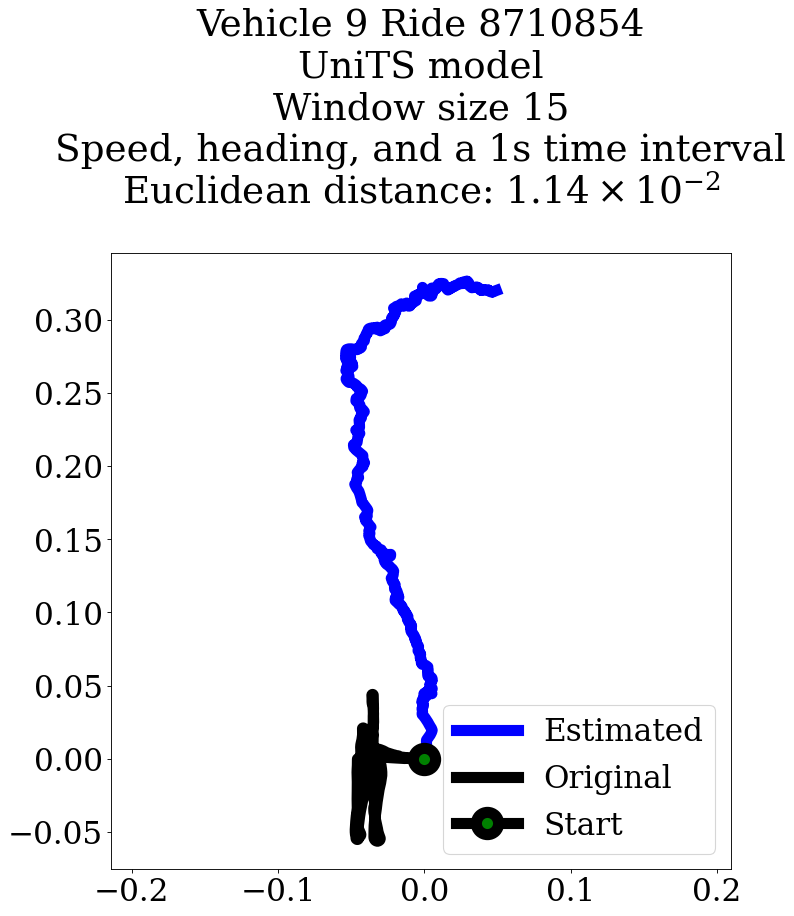 Vehicle 9 Ride 8710854
UniTS model
Window size 15
Speed, heading, and a 1s time interval
Euclidean distance: 1.14 × 10⁻²
0.30
0.25
0.20
0.15
0.10
0.05
0.00
−0.05
Estimated
Original
Start
−0.2
−0.1
0.0
0.1
0.2